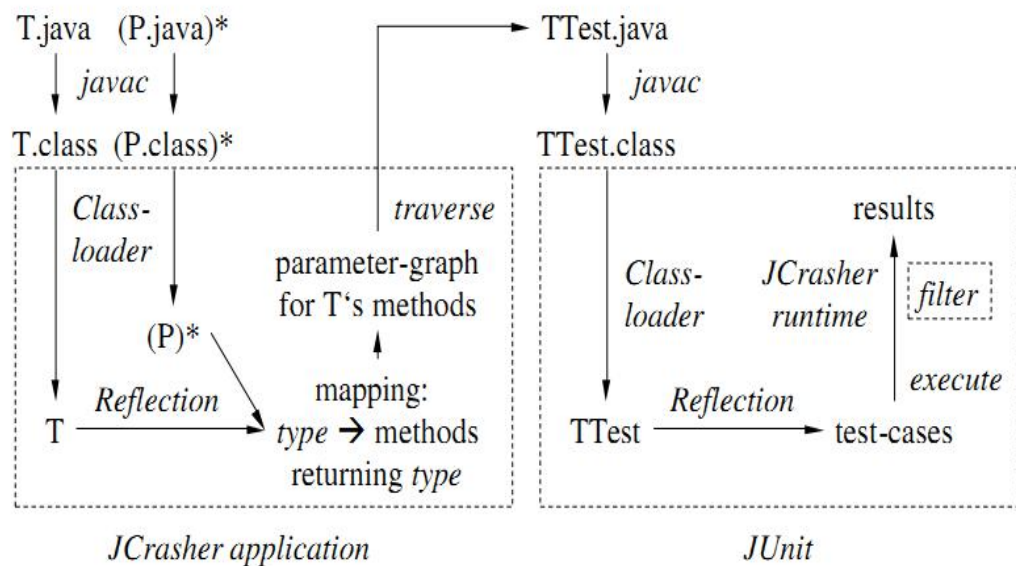 T.java (P.java)*
javac
T.class (P.class)*
Class-
loader
(P)*
T
Reflection
mapping:
type → methods
returning type
parameter-graph
for T‘s methods
traverse
JCrasher application
TTest.java
javac
TTest.class
Class-
loader
TTest
Reflection
test-cases
execute
JCrasher
runtime
filter
results
JUnit